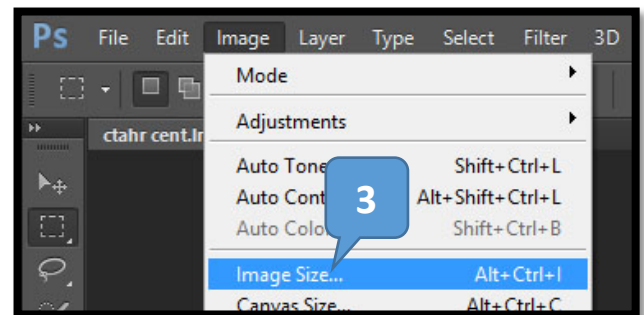 Ps File Edit Image Layer Type Select Filter 3D
Mode
ctahr cent.Ir
Adjustments
Auto Tone Shift+Ctrl+L
Auto Cont Alt+Shift+Ctrl+L
Auto Colo Shift+Ctrl+B
3
Image Size... Alt+Ctrl+I
Canvas Size... Alt+Ctrl+C